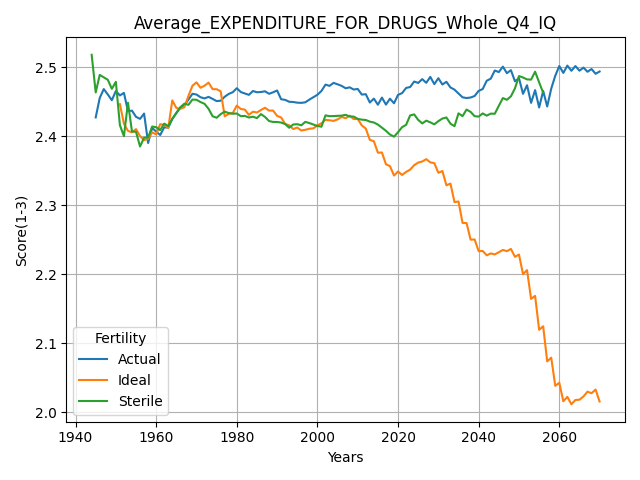 Average_EXPENDITURE_FOR_DRUGS_Whole_Q4_IQ
Score(1-3)
2.5
2.4
2.3
2.2
2.1
2.0
Fertility
Actual
Ideal
Sterile
1940 1960 1980 2000 2020 2040 2060
Years